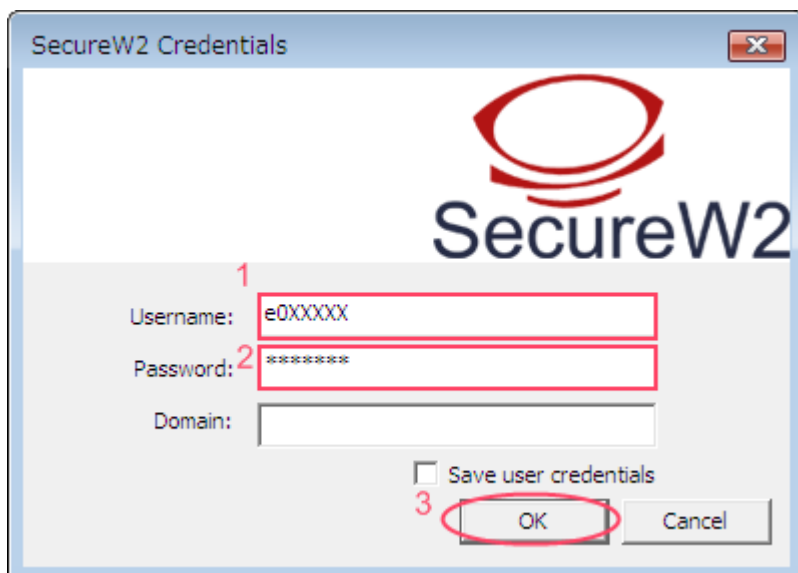 SecureW2 Credentials
SecureW2
1
Username: e0XXXXX
Password: 2 *******
Domain:
Save user credentials
3 OK Cancel